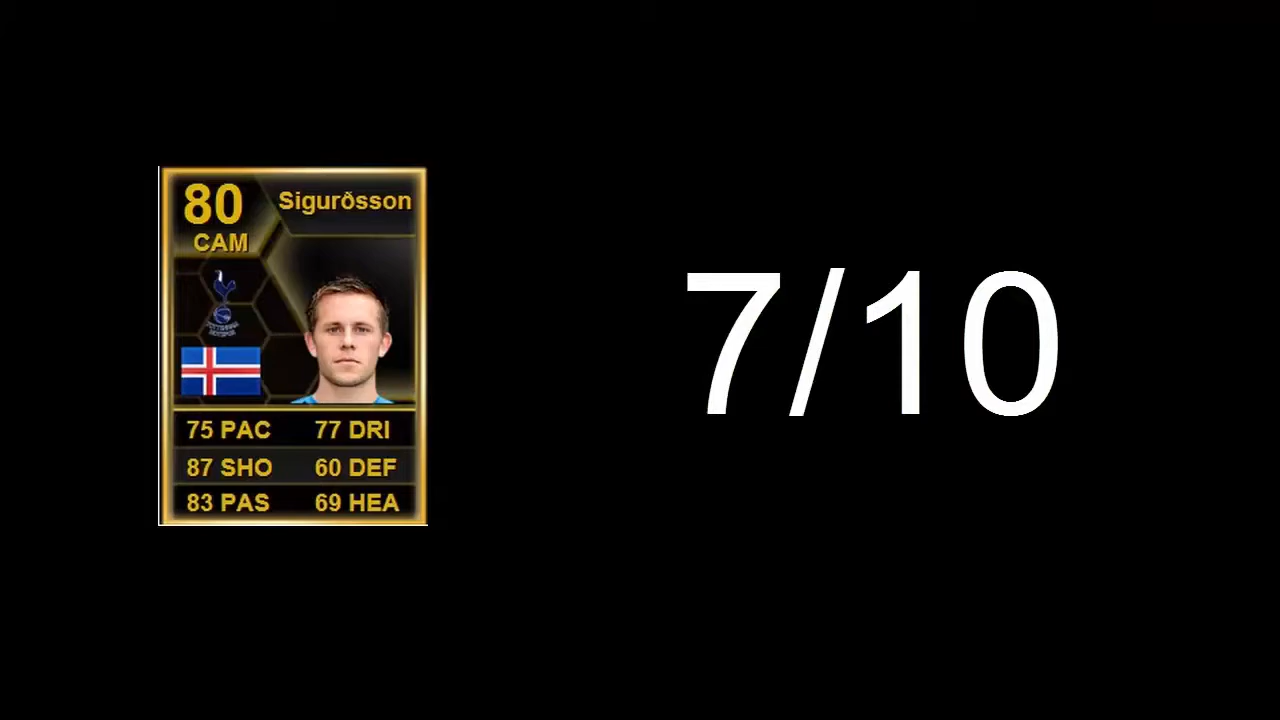 80
Sigurðsson
CAM
75 PAC
77 DRI
87 SHO
60 DEF
83 PAS
69 HEA
7/10